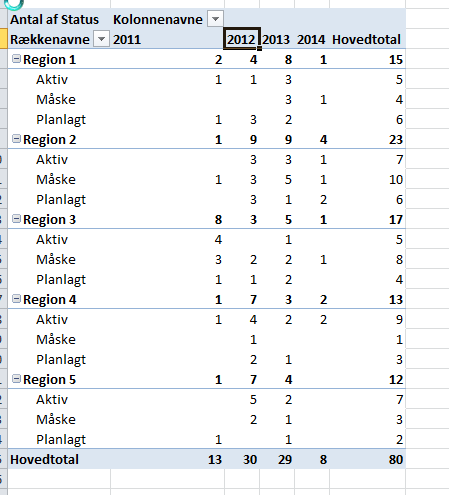 Antal af Status Kolonnenavne
Rækkenavne 2011 2012 2013 2014 Hovedtotal
Region 1 2 4 8 1 15
Aktiv 1 1 3 5
Måske 3 1 4
Planlagt 1 3 2 6
Region 2 1 9 9 4 23
Aktiv 3 3 1 7
Måske 1 3 5 1 10
Planlagt 3 1 2 6
Region 3 8 3 5 1 17
Aktiv 4 1 5
Måske 3 2 2 1 8
Planlagt 1 1 2 4
Region 4 1 7 3 2 13
Aktiv 1 4 2 2 9
Måske 1 1
Planlagt 2 1 3
Region 5 1 7 4 12
Aktiv 5 2 7
Måske 2 1 3
Planlagt 1 1 2
Hovedtotal 13 30 29 8 80